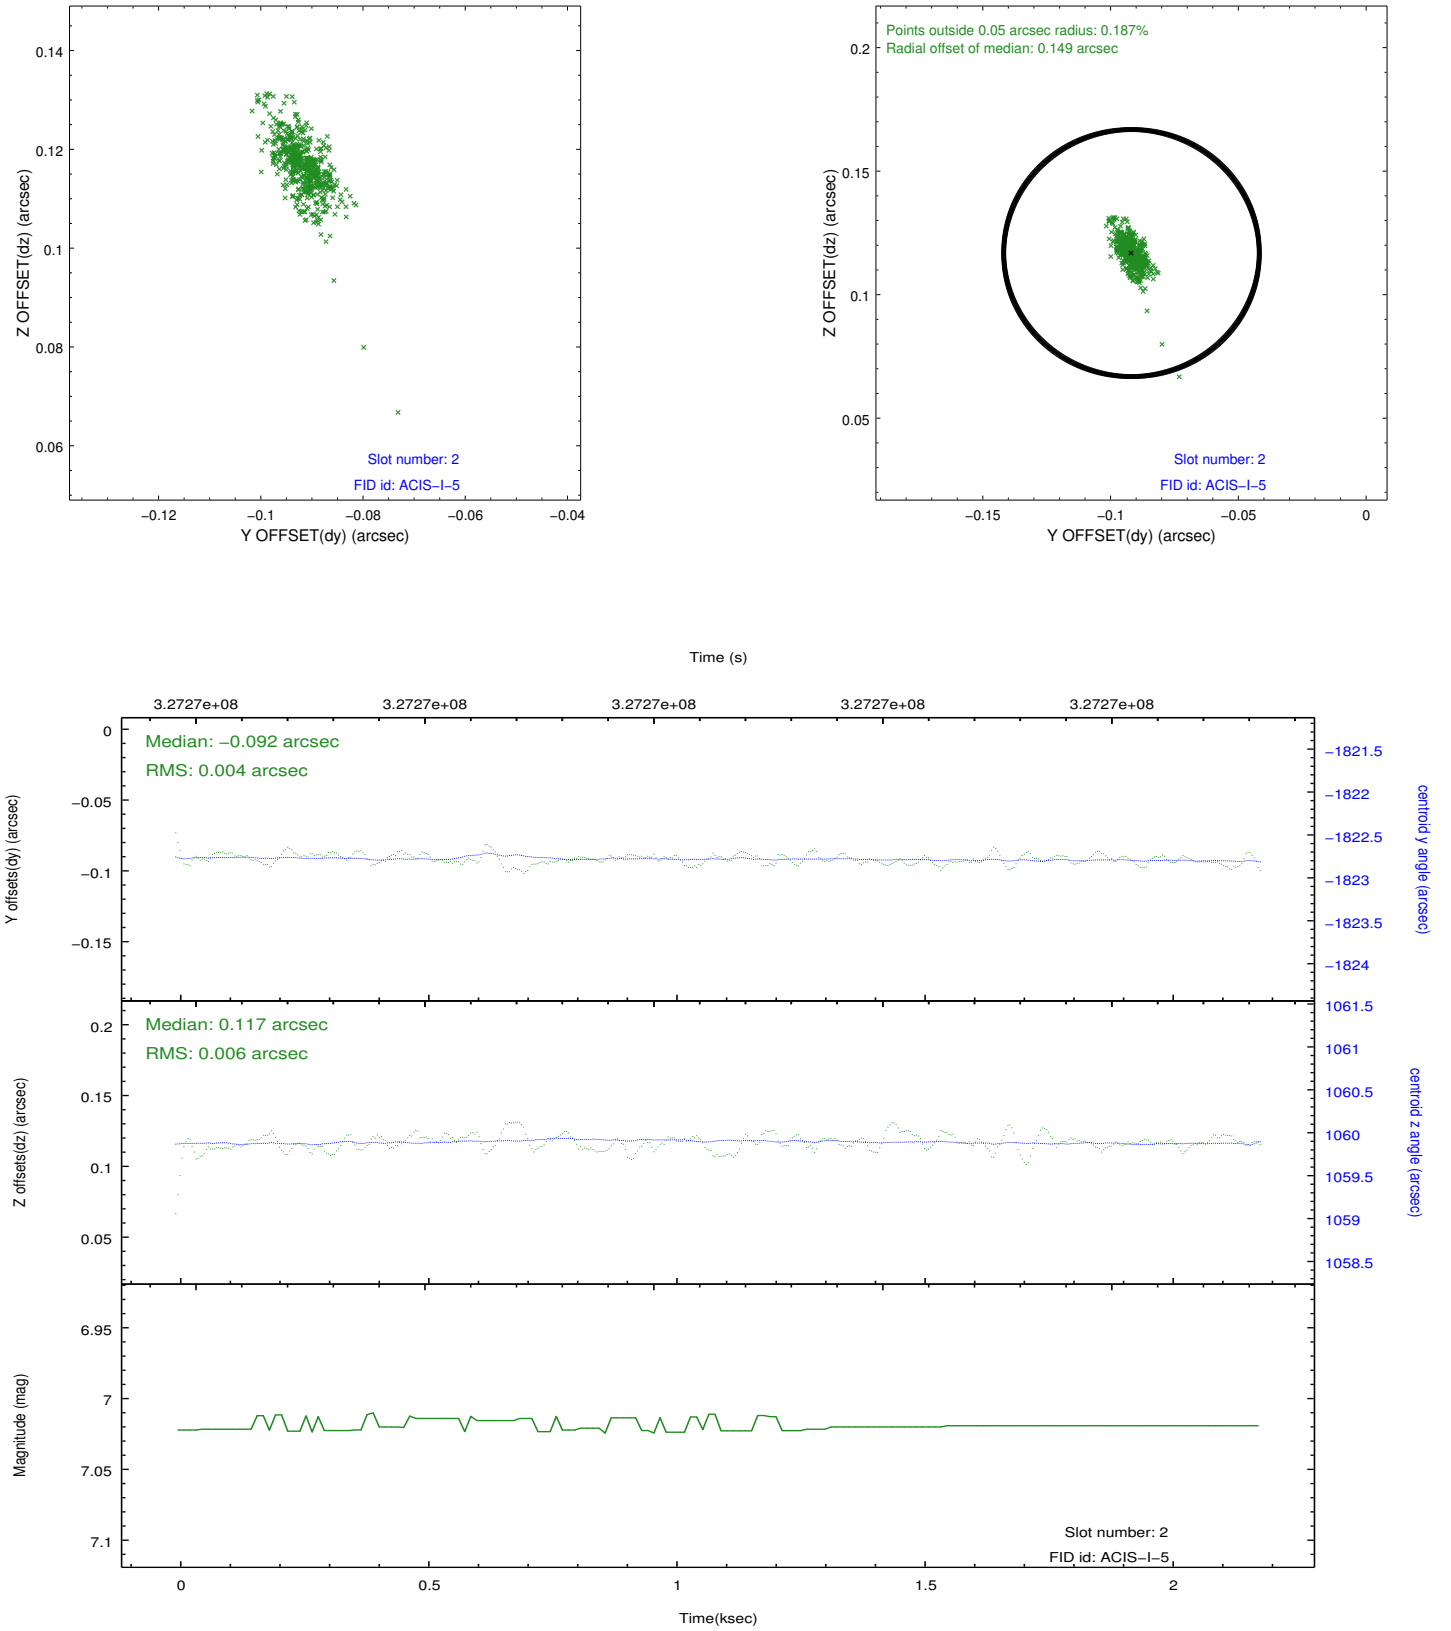 0.14
0.12
0.1
0.08
0.06
Z OFFSET(dz) (arcsec)
Slot number: 2
FID id: ACIS−I−5
−0.12
−0.1
−0.08
−0.06
−0.04
Y OFFSET(dy) (arcsec)
Points outside 0.05 arcsec radius: 0.187%
Radial offset of median: 0.149 arcsec
0.2
0.15
0.1
0.05
Z OFFSET(dz) (arcsec)
Slot number: 2
FID id: ACIS−I−5
−0.15
−0.1
−0.05
0
Y OFFSET(dy) (arcsec)
Time (s)
3.2727e+08
3.2727e+08
3.2727e+08
3.2727e+08
3.2727e+08
Median: −0.092 arcsec
RMS: 0.004 arcsec
0
−0.05
−0.1
−0.15
Y offsets(dy) (arcsec)
−1821.5
−1822
−1822.5
−1823
−1823.5
−1824
centroid y angle (arcsec)
Median: 0.117 arcsec
RMS: 0.006 arcsec
0.2
0.15
0.1
0.05
Z offsets(dz) (arcsec)
1061.5
1061
1060.5
1060
1059.5
1059
1058.5
centroid z angle (arcsec)
6.95
7
7.05
7.1
Magnitude (mag)
Slot number: 2
FID id: ACIS−I−5
0
0.5
1
1.5
2
Time(ksec)